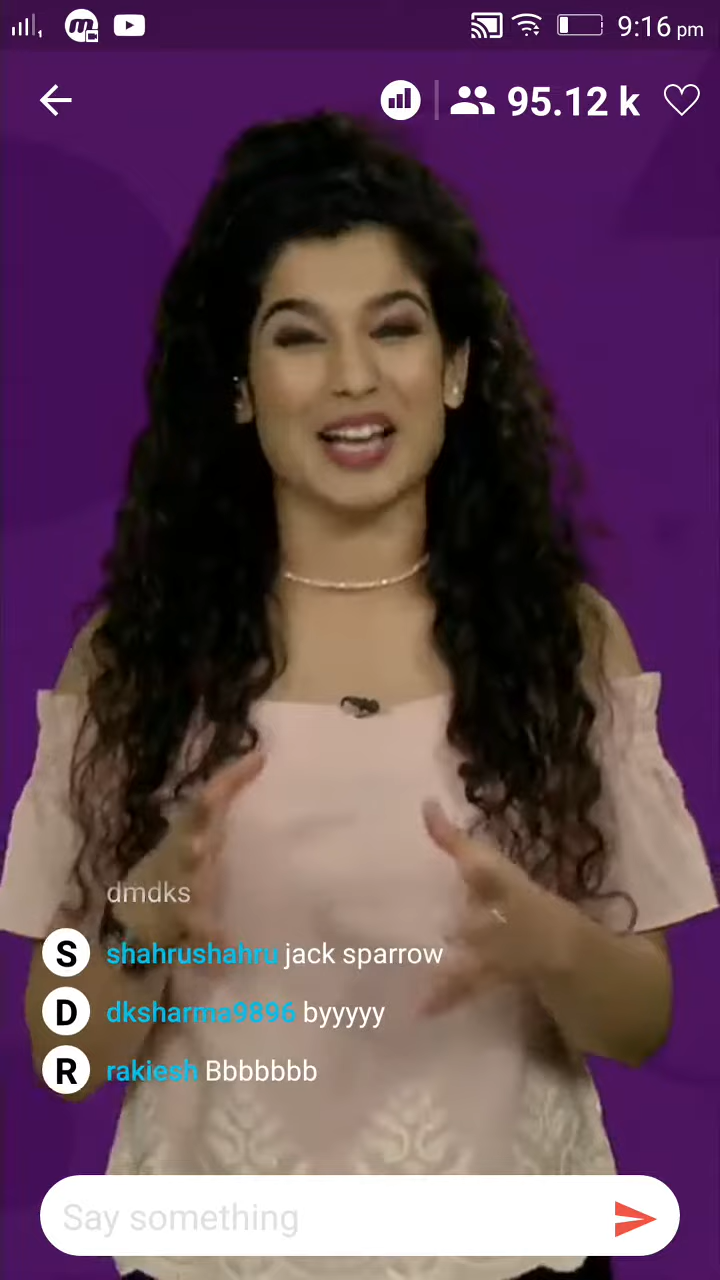 9:16 pm
95.12 k
dmdks
S shahrushahru jack sparrow
D dksharma9896 byyyyy
R rakiesh Bbbbbbb
Say something